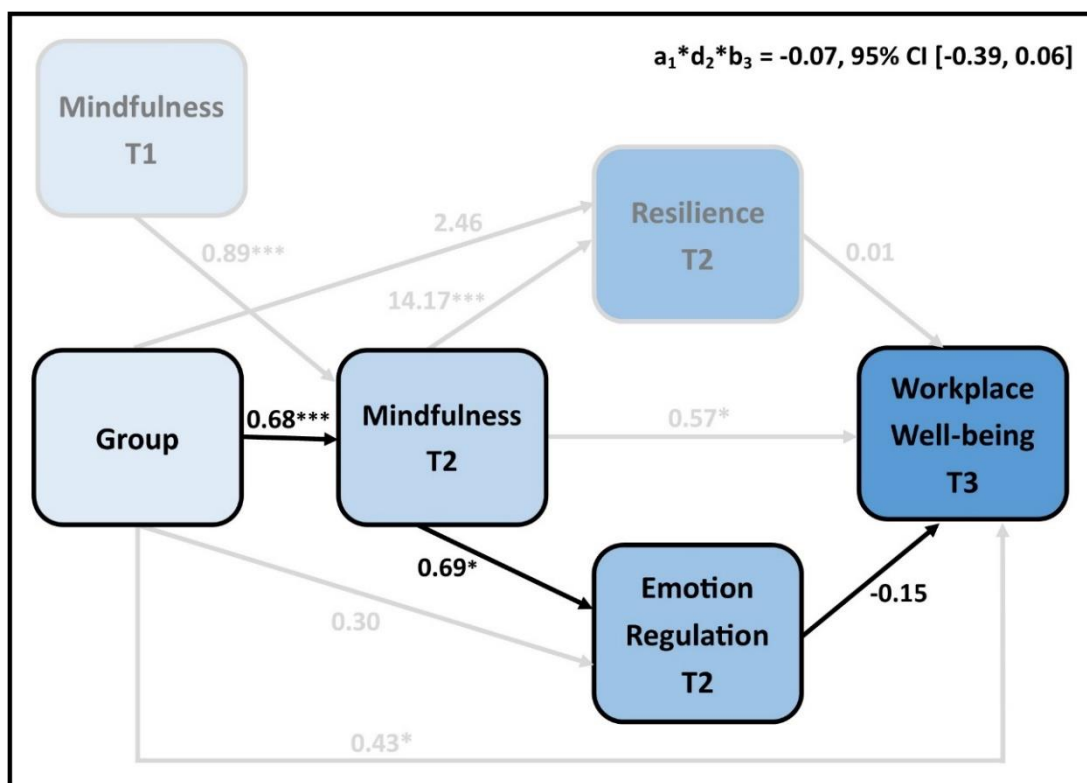 a₁*d₂*b₃ = -0.07, 95% CI [-0.39, 0.06]
Mindfulness
T1
2.46
Resilience
T2
0.89***
14.17***
0.01
Group
0.68***
Mindfulness
T2
0.57*
Workplace
Well-being
T3
0.69*
Emotion
Regulation
T2
-0.15
0.30
0.43*